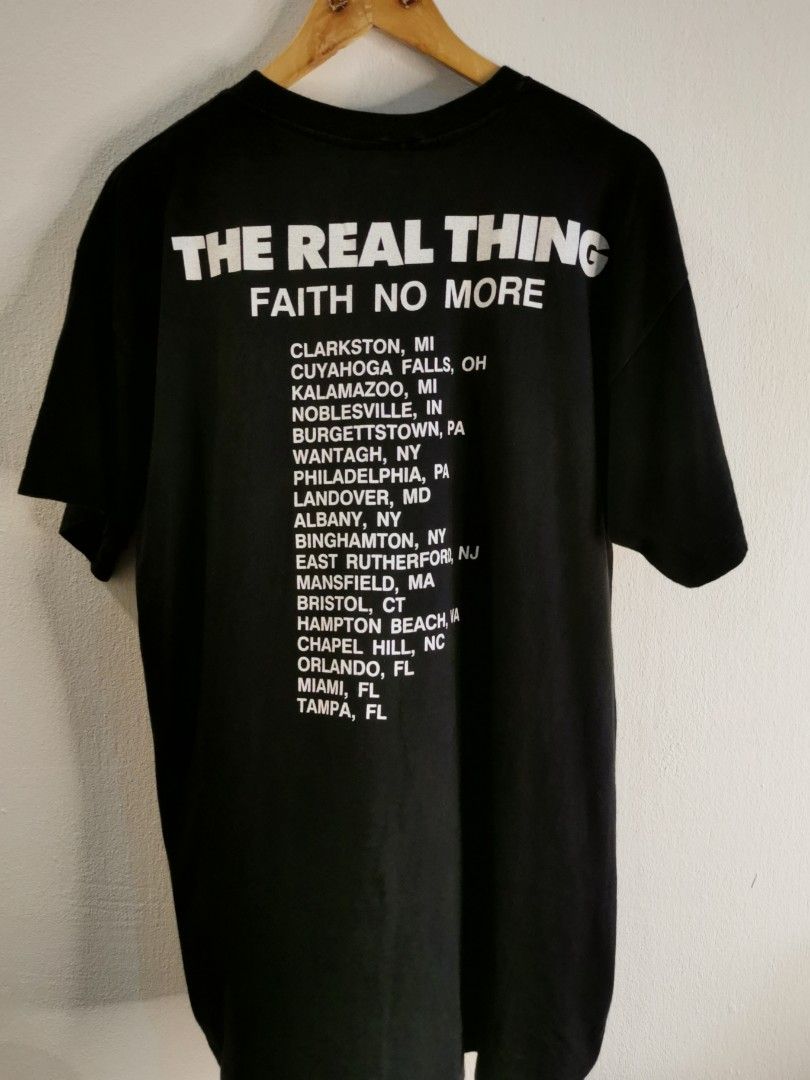 THE REAL THING
FAITH NO MORE
CLARKSTON, MI
CUYAHOGA FALLS, OH
KALAMAZOO, MI
NOBLESVILLE, IN
BURGETTSTOWN, PA
WANTAGH, NY
PHILADELPHIA, PA
LANDOVER, MD
ALBANY, NY
BINGHAMTON, NY
EAST RUTHERFORD, NJ
MANSFIELD, MA
BRISTOL, CT
HAMPTON BEACH, VA
CHAPEL HILL, NC
ORLANDO, FL
MIAMI, FL
TAMPA, FL